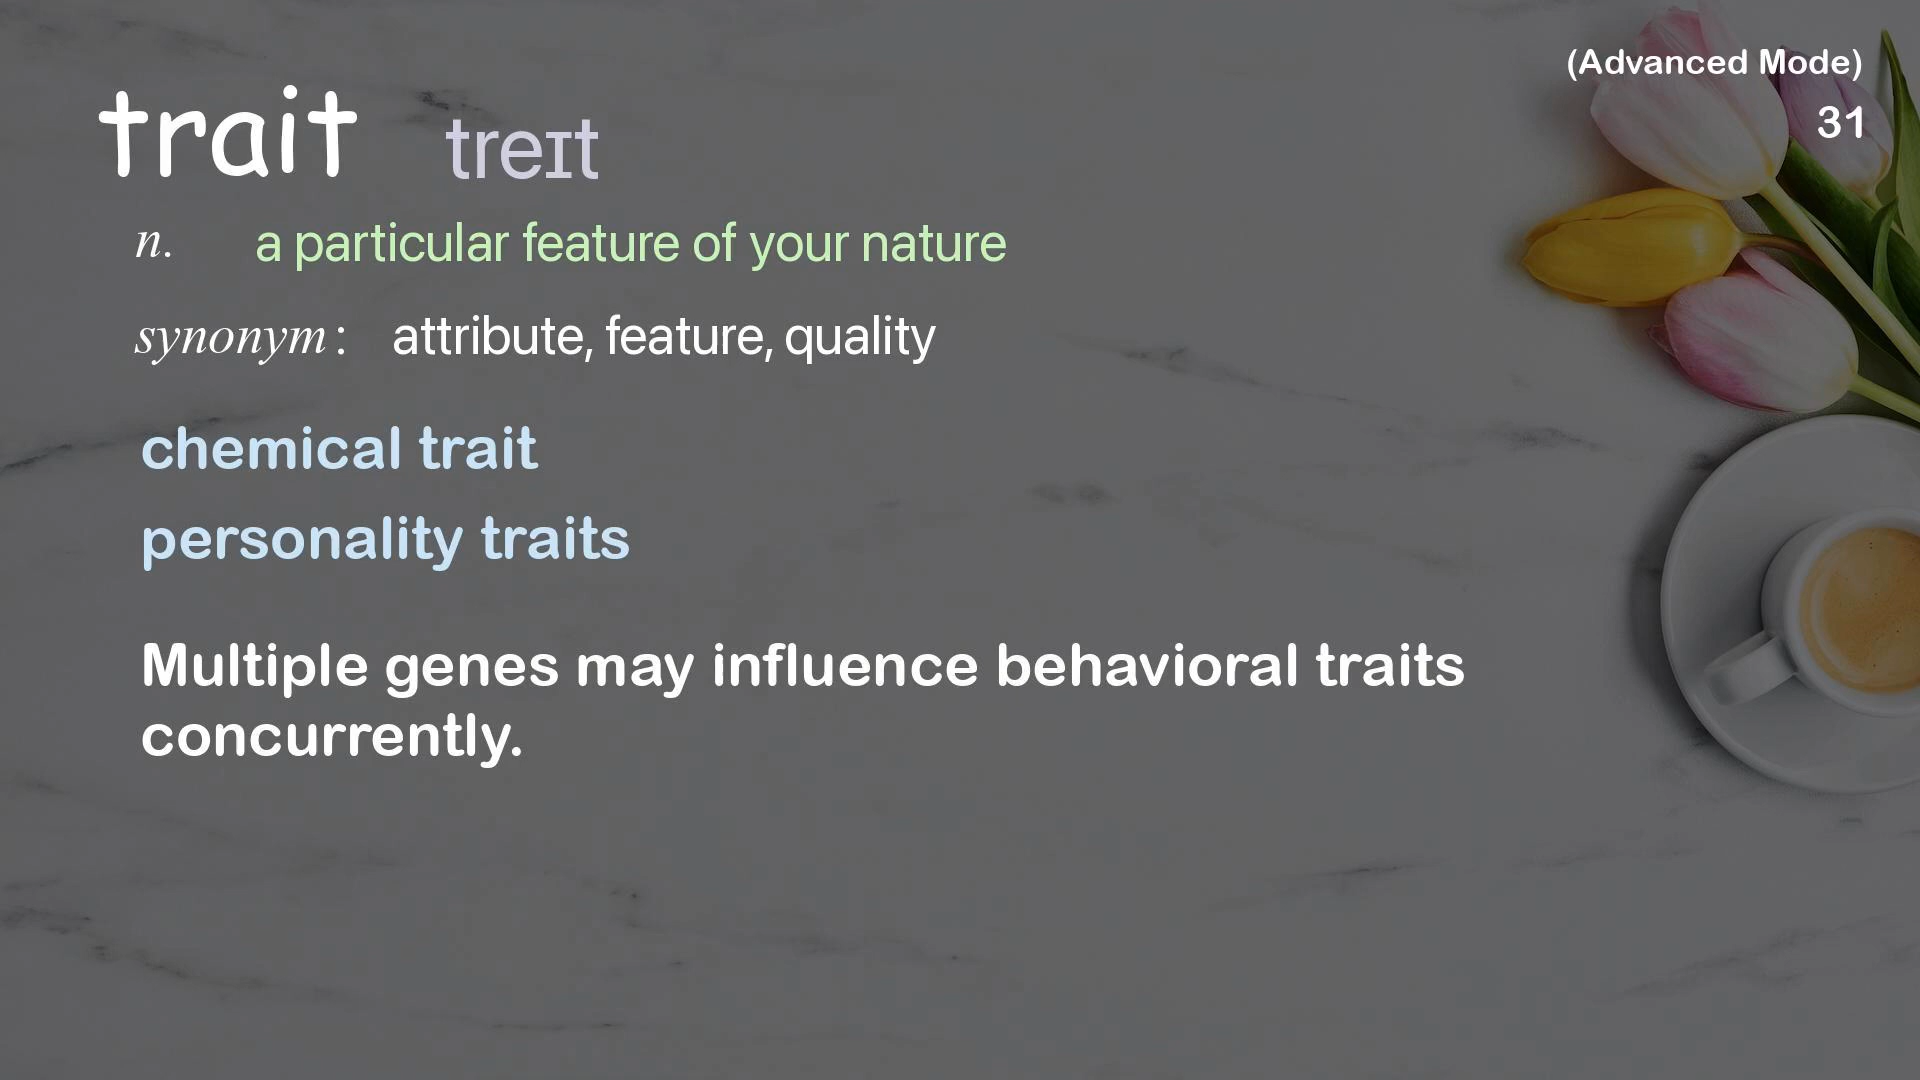 (Advanced Mode)
31
trait treɪt
n. a particular feature of your nature
synonym: attribute, feature, quality
chemical trait
personality traits
Multiple genes may influence behavioral traits
concurrently.